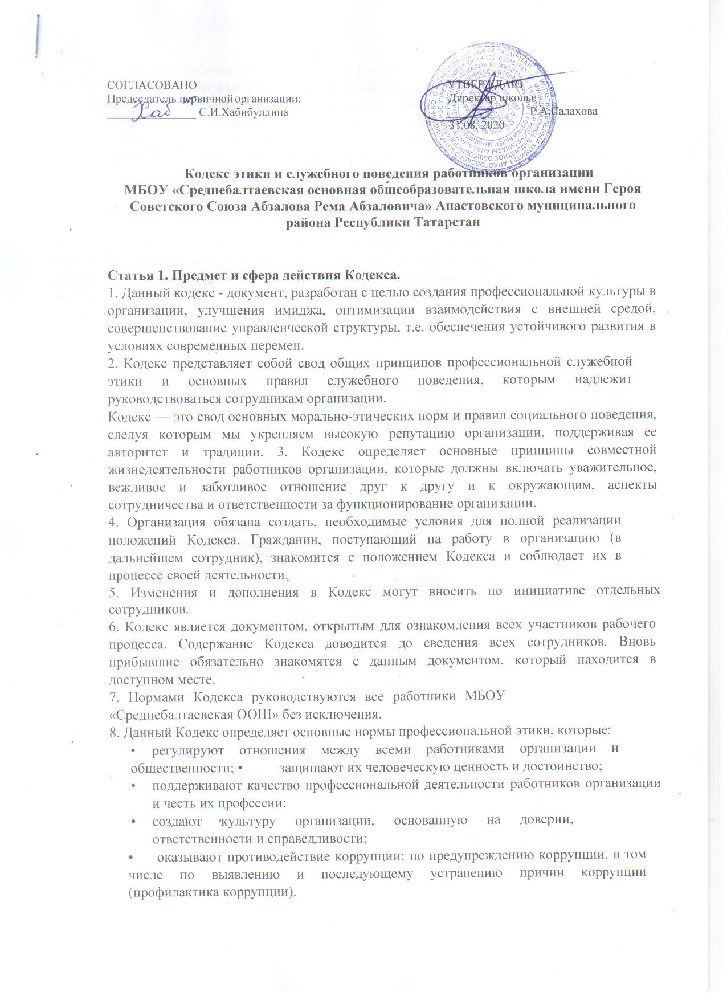 СОГЛАСОВАНО
Председатель первичной организации:
Хаб С.И.Хабибуллина
УТВЕРЖДАЮ
Директор школы:
Р.А.Салахова
31.08. 2020
Кодекс этики и служебного поведения работников организации
МБОУ «Среднебалтаевская основная общеобразовательная школа имени Героя
Советского Союза Абзалова Рема Абзаловича» Апастовского муниципального
района Республики Татарстан
Статья 1. Предмет и сфера действия Кодекса.
1. Данный кодекс - документ, разработан с целью создания профессиональной культуры в
организации, улучшения имиджа, оптимизации взаимодействия с внешней средой,
совершенствование управленческой структуры, т.е. обеспечения устойчивого развития в
условиях современных перемен.
2. Кодекс представляет собой свод общих принципов профессиональной служебной
этики и основных правил служебного поведения, которым надлежит
руководствоваться сотрудникам организации.
Кодекс — это свод основных морально-этических норм и правил социального поведения,
следуя которым мы укрепляем высокую репутацию организации, поддерживая ее
авторитет и традиции. 3. Кодекс определяет основные принципы совместной
жизнедеятельности работников организации, которые должны включать уважительное,
вежливое и заботливое отношение друг к другу и к окружающим, аспекты
сотрудничества и ответственности за функционирование организации.
4. Организация обязана создать, необходимые условия для полной реализации
положений Кодекса. Гражданин, поступающий на работу в организацию (в
дальнейшем сотрудник), знакомится с положением Кодекса и соблюдает их в
процессе своей деятельности.
5. Изменения и дополнения в Кодекс могут вносить по инициативе отдельных
сотрудников.
6. Кодекс является документом, открытым для ознакомления всех участников рабочего
процесса. Содержание Кодекса доводится до сведения всех сотрудников. Вновь
прибывшие обязательно знакомятся с данным документом, который находится в
доступном месте.
7. Нормами Кодекса руководствуются все работники МБОУ
«Среднебалтаевская ООШ» без исключения.
8. Данный Кодекс определяет основные нормы профессиональной этики, которые:
• регулируют отношения между всеми работниками организации и
общественности; • защищают их человеческую ценность и достоинство;
• поддерживают качество профессиональной деятельности работников организации
и честь их профессии;
• создают культуру организации, основанную на доверии,
ответственности и справедливости;
• оказывают противодействие коррупции: по предупреждению коррупции, в том
числе по выявлению и последующему устранению причин коррупции
(профилактика коррупции).